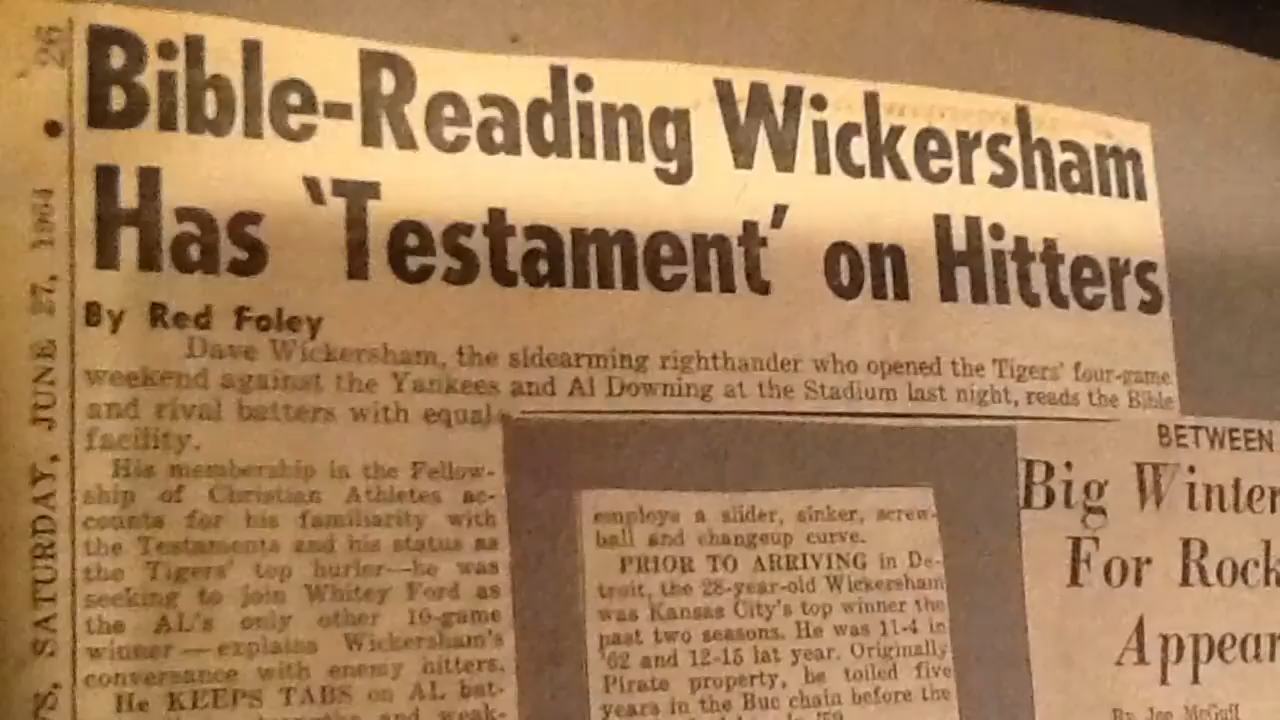 26
S, SATURDAY, JUNE 27, 1964 •
Bible-Reading Wickersham
Has 'Testament' on Hitters
By Red Foley
Dave Wickersham, the sidearming righthander who opened the Tigers' four-game
weekend against the Yankees and Al Downing at the Stadium last night, reads the Bible
and rival batters with equal
facility.
His membership in the Fellow-
ship of Christian Athletes ac-
counts for his familiarity with
the Testaments and his status as
the Tigers' top hurler—he was
seeking to join Whitey Ford as
the AL's only other 10-game
winner—explains Wickersham's
conversance with enemy hitters.
He KEEPS TABS on AL bat-
and weak-
employs a slider, sinker, screw-
ball and changeup curve.
PRIOR TO ARRIVING in De-
troit, the 28-year-old Wickersham
was Kansas City's top winner the
past two seasons. He was 11-4 in
'62 and 12-15 lat year. Originally
Pirate property, he toiled five
years in the Buc chain before the
BETWEEN
Big Winter
For Rock
Appear
By Joe McGuff